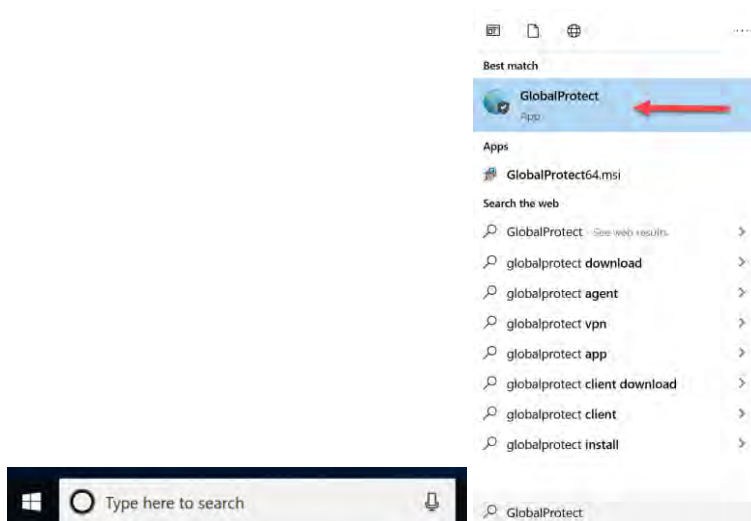 Best match
GlobalProtect
App
Apps
GlobalProtect64.msi
Search the web
GlobalProtect - See web results
globalprotect download
globalprotect agent
globalprotect vpn
globalprotect app
globalprotect client download
globalprotect client
globalprotect install
Type here to search
GlobalProtect